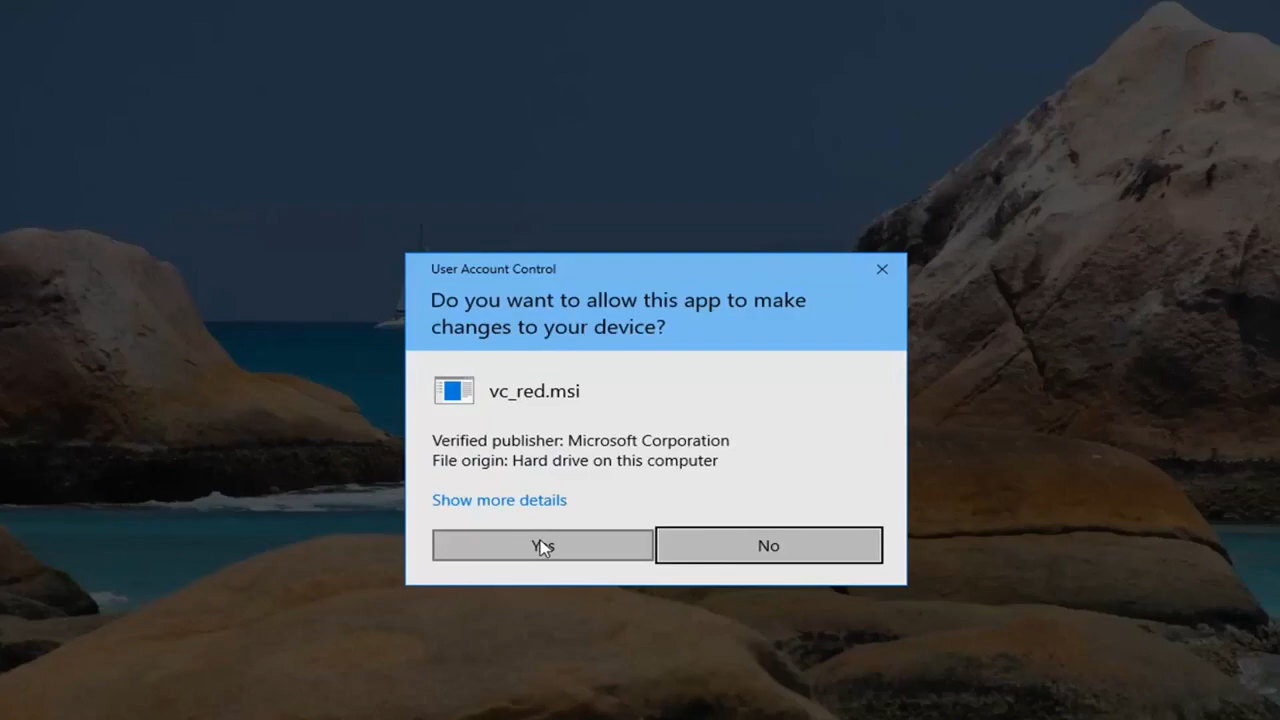 User Account Control
Do you want to allow this app to make
changes to your device?
vc_red.msi
Verified publisher: Microsoft Corporation
File origin: Hard drive on this computer
Show more details
Yes
No